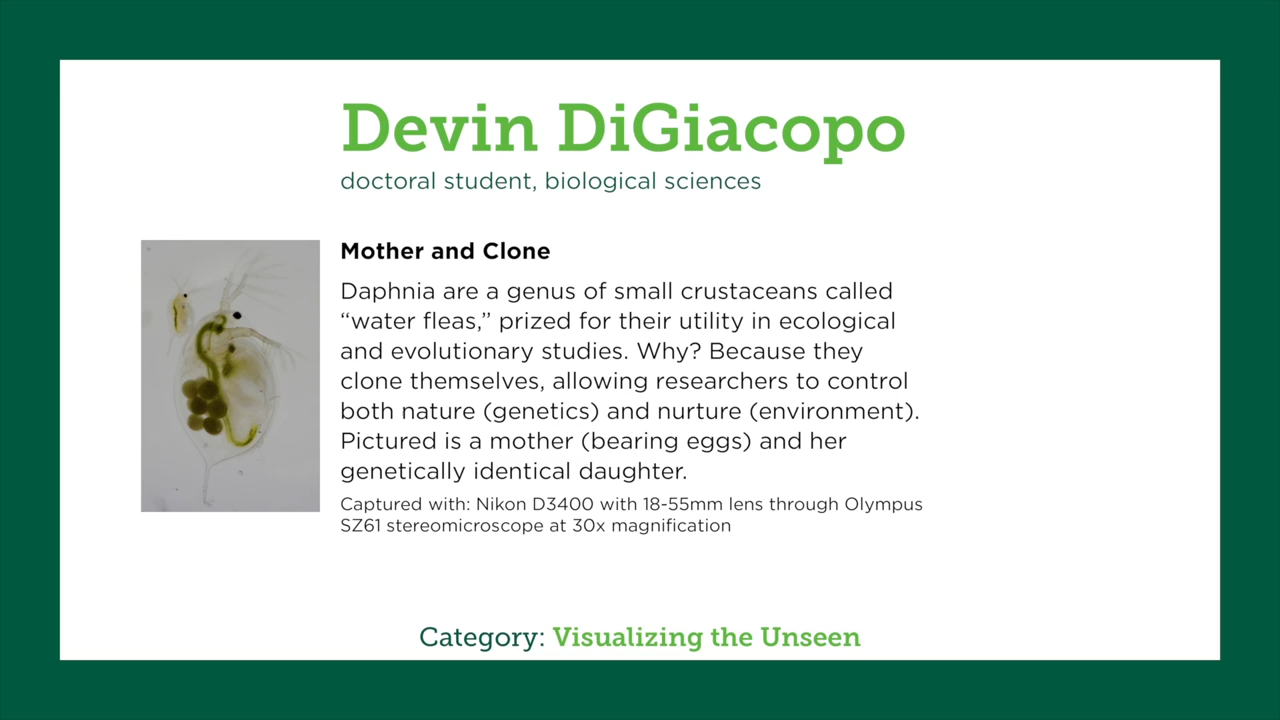 Devin DiGiacopo
doctoral student, biological sciences
Mother and Clone
Daphnia are a genus of small crustaceans called
“water fleas,” prized for their utility in ecological
and evolutionary studies. Why? Because they
clone themselves, allowing researchers to control
both nature (genetics) and nurture (environment).
Pictured is a mother (bearing eggs) and her
genetically identical daughter.
Captured with: Nikon D3400 with 18-55mm lens through Olympus
SZ61 stereomicroscope at 30x magnification
Category: Visualizing the Unseen